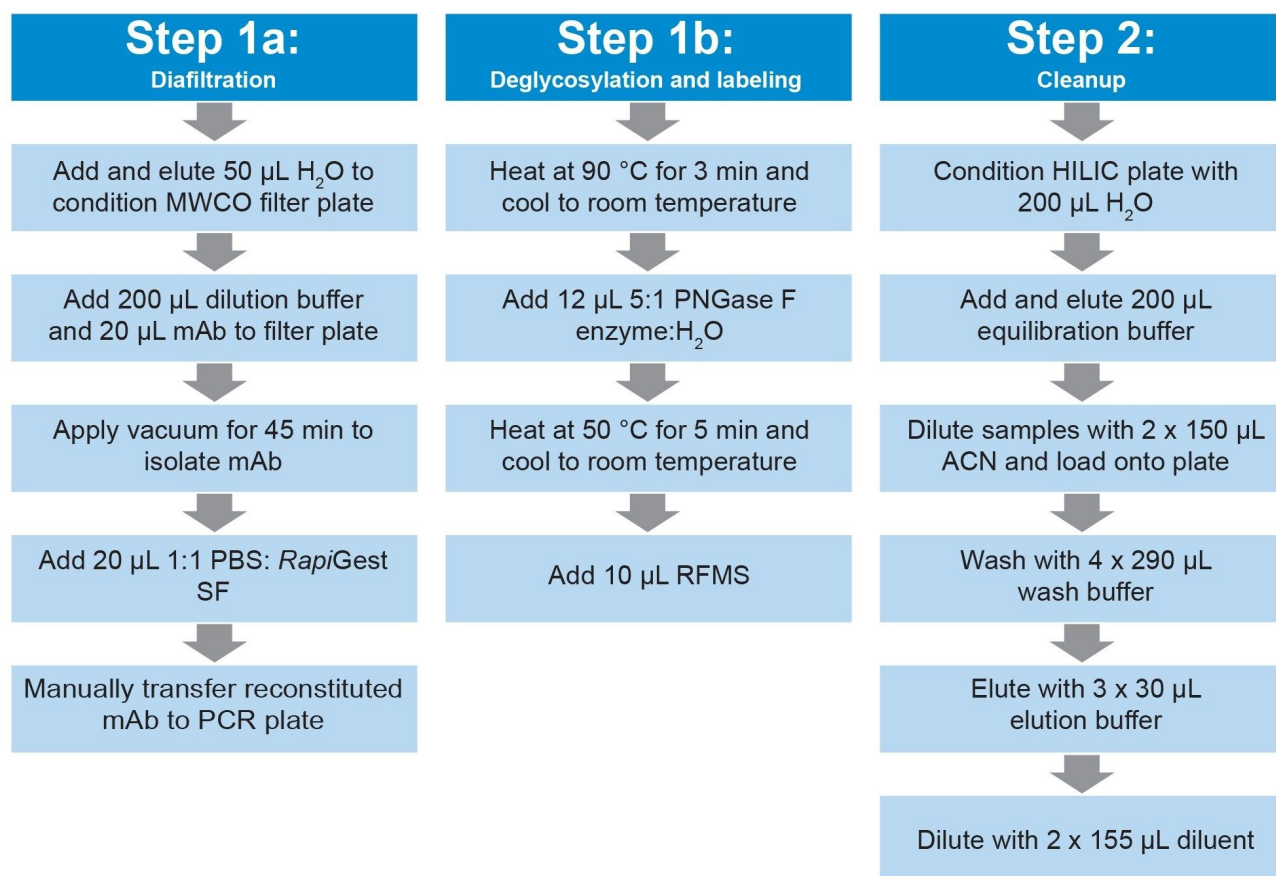 Step 1a:
Diafiltration
Add and elute 50 µL H₂O to
condition MWCO filter plate
Add 200 µL dilution buffer
and 20 µL mAb to filter plate
Apply vacuum for 45 min to
isolate mAb
Add 20 µL 1:1 PBS: RapiGest
SF
Manually transfer reconstituted
mAb to PCR plate
Step 1b:
Deglycosylation and labeling
Heat at 90 °C for 3 min and
cool to room temperature
Add 12 µL 5:1 PNGase F
enzyme:H₂O
Heat at 50 °C for 5 min and
cool to room temperature
Add 10 µL RFMS
Step 2:
Cleanup
Condition HILIC plate with
200 µL H₂O
Add and elute 200 µL
equilibration buffer
Dilute samples with 2 x 150 µL
ACN and load onto plate
Wash with 4 x 290 µL
wash buffer
Elute with 3 x 30 µL
elution buffer
Dilute with 2 x 155 µL diluent